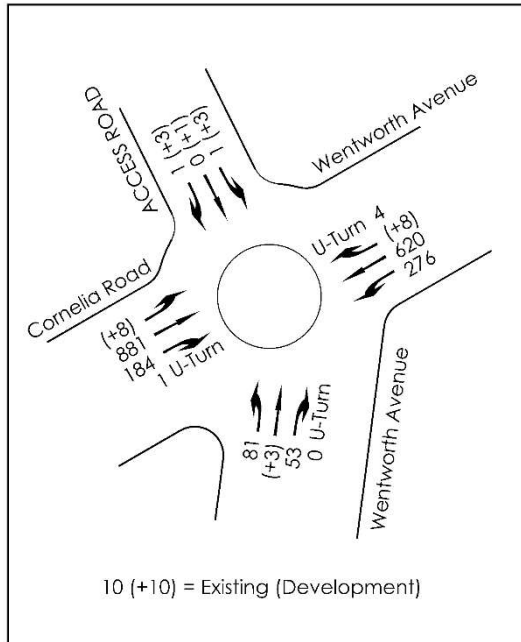 ACCESS ROAD
1 (+3)
0 (+1)
1 (+3)
Wentworth Avenue
U-Turn 4
(+8)
620
276
Cornelia Road
(+8)
881
184
1 U-Turn
81
(+3)
53
0 U-Turn
Wentworth Avenue
10 (+10) = Existing (Development)